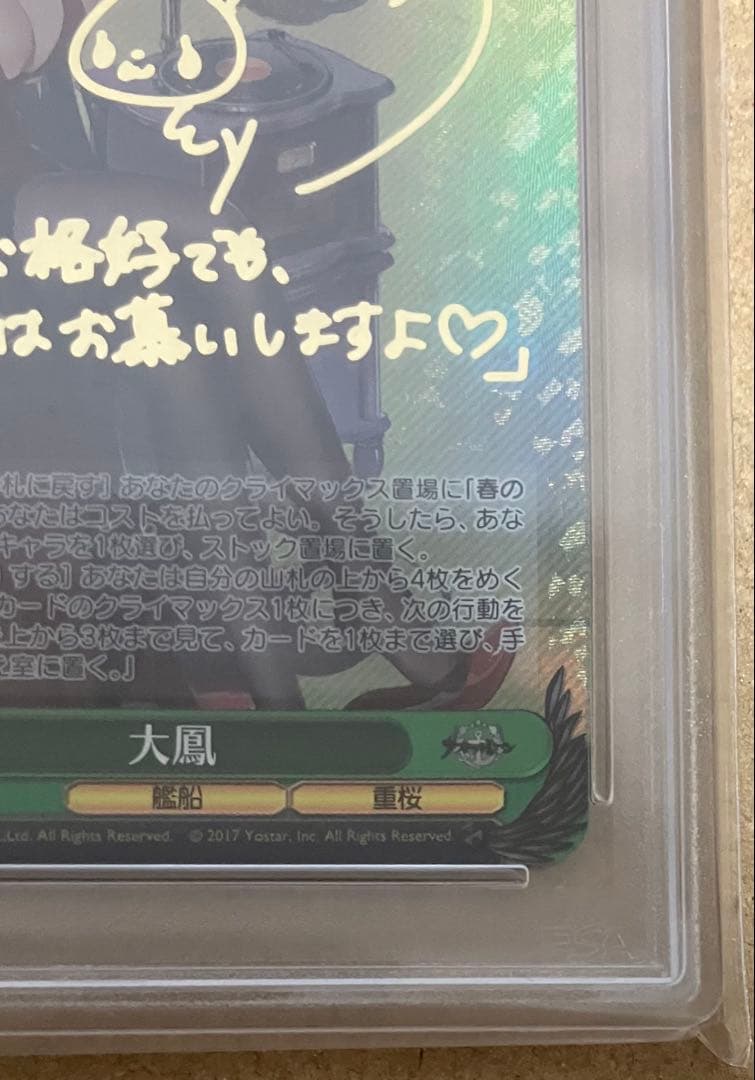 格好でも、
はお慕いしますよ♡」
札に戻す］あなたのクライマックス置場に「春の
あなたはコストを払ってよい。そうしたら、あな
キャラを1枚選び、ストック置場に置く。
する］あなたは自分の山札の上から4枚をめく
カードのクライマックス1枚につき、次の行動を
上から3枚まで見て、カードを1枚まで選び、手
室に置く。」
大鳳
艦船 重桜
.,Ltd. All Rights Reserved. © 2017 Yostar, Inc. All Rights Reserved.